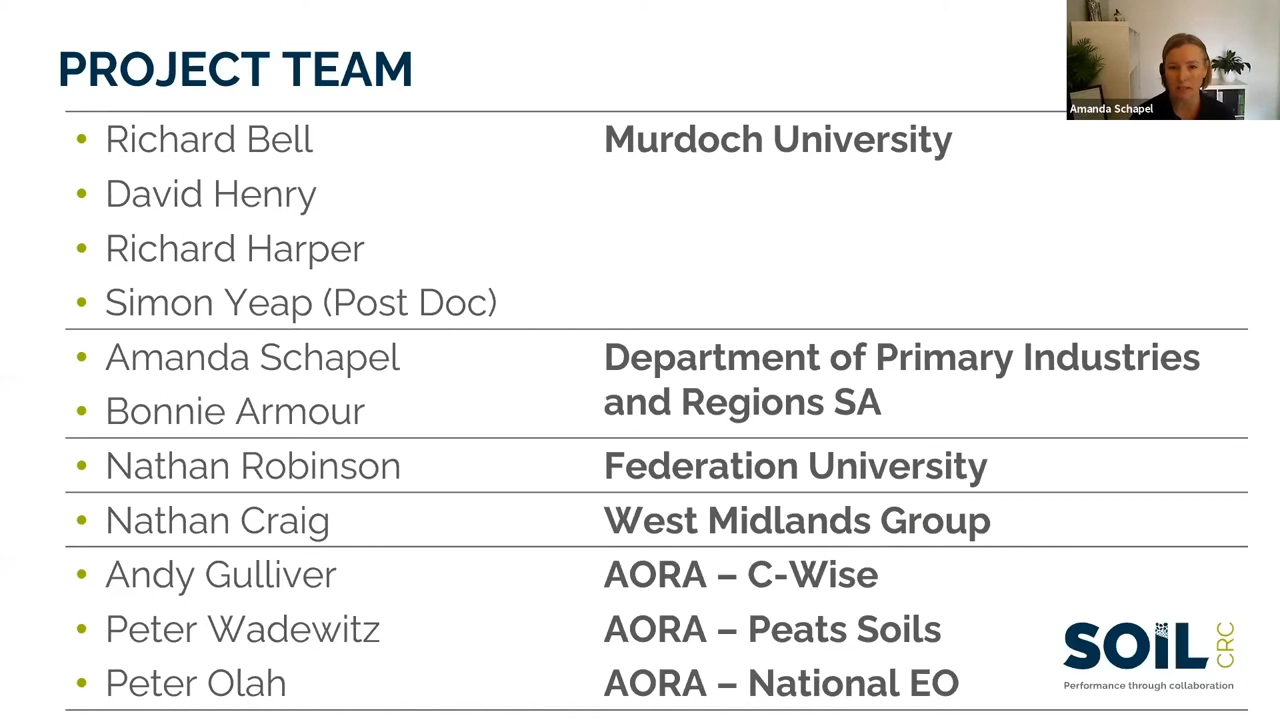 PROJECT TEAM
Amanda Schapel
• Richard Bell Murdoch University
• David Henry
• Richard Harper
• Simon Yeap (Post Doc)
• Amanda Schapel Department of Primary Industries
and Regions SA
• Bonnie Armour
• Nathan Robinson Federation University
• Nathan Craig West Midlands Group
• Andy Gulliver AORA – C-Wise
• Peter Wadewitz AORA – Peats Soils
• Peter Olah AORA – National EO
SOiL CRC
Performance through collaboration